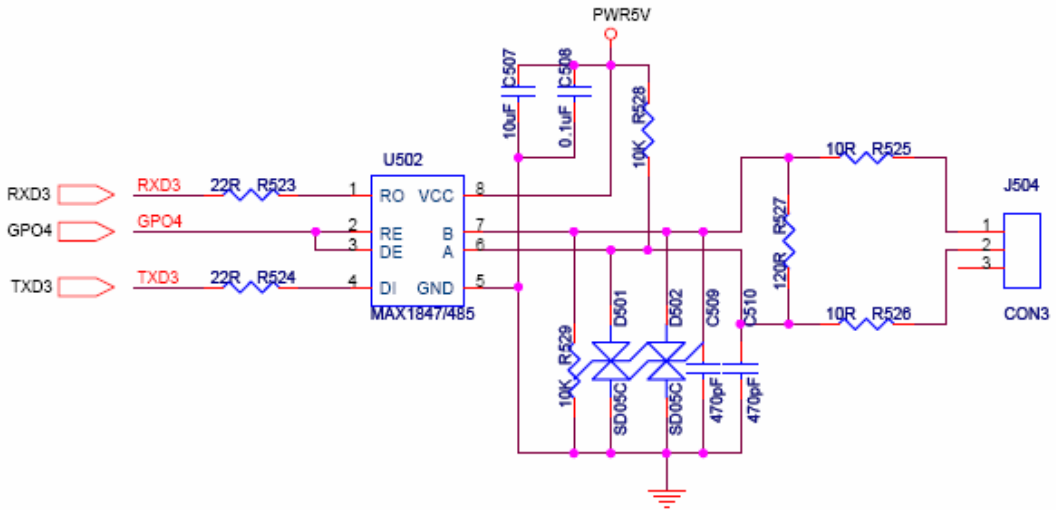 PWR5V
C507
10uF
C508
0.1uF
R528
10K
U502
RXD3
RXD3
22R R523
1 RO VCC 8
GPO4
GPO4
2 RE B 7
3 DE A 6
TXD3
TXD3
22R R524
4 DI GND 5
MAX1847/485
10R R525
R527
120R
10R R526
J504
1
2
3
CON3
R529
10K
D501
SD05C
D502
SD05C
C509
470pF
C510
470pF